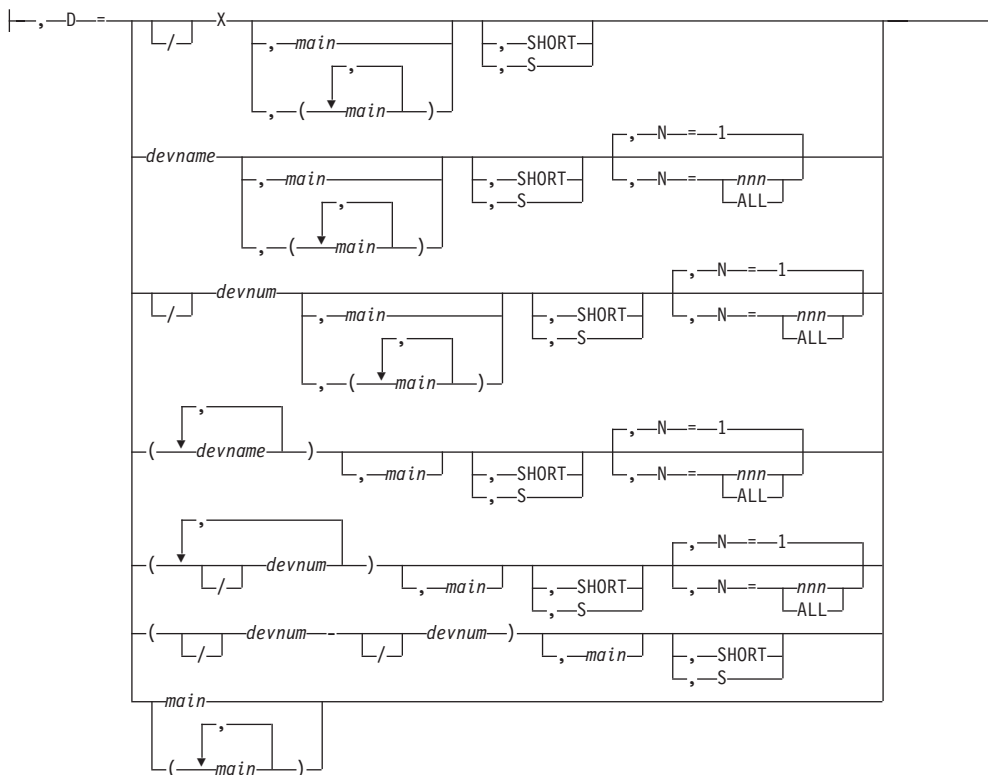 , D = / X , main , SHORT
, S
, ( main , )
devname , main , SHORT , N = 1
, S , N = nnn
ALL
, ( main , )
/ devnum , main , SHORT , N = 1
, S , N = nnn
ALL
, ( main , )
( devname , ) , main , SHORT , N = 1
, S , N = nnn
ALL
( / devnum , ) , main , SHORT , N = 1
, S , N = nnn
ALL
( / devnum - / devnum ) , main , SHORT
, S
main
( main , )